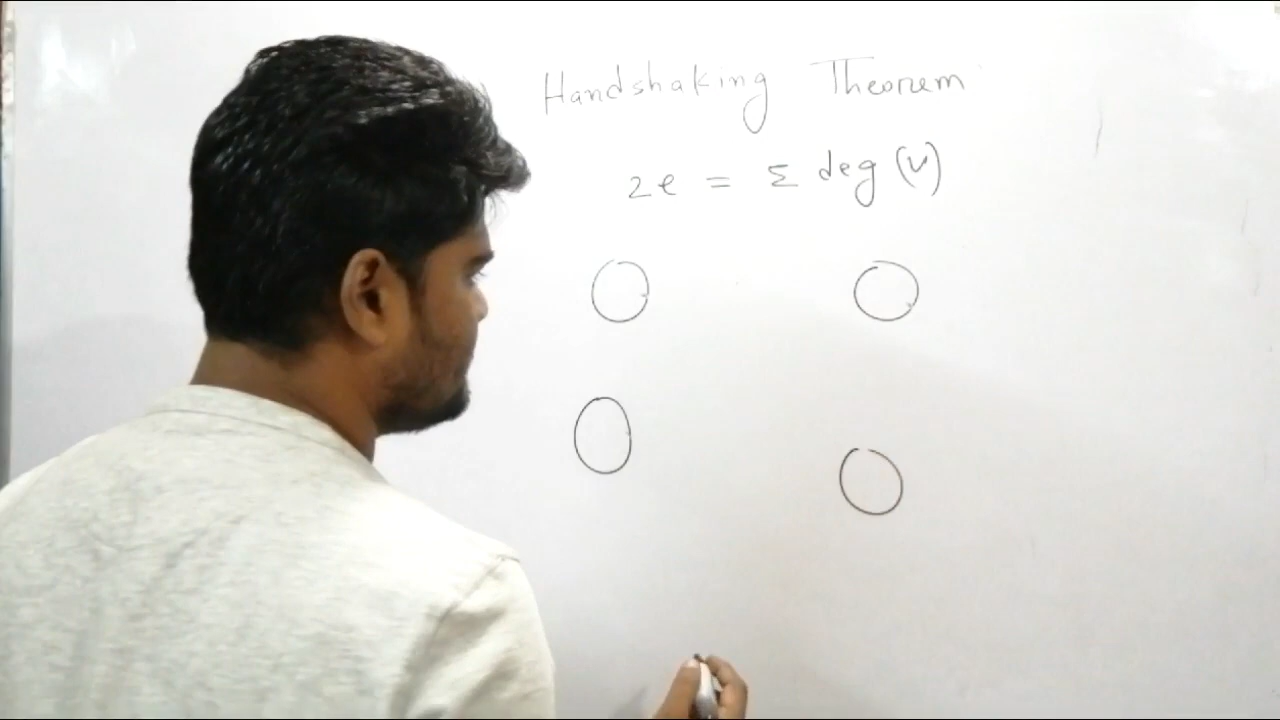 Handshaking Theorem
2e = Σ deg (V)